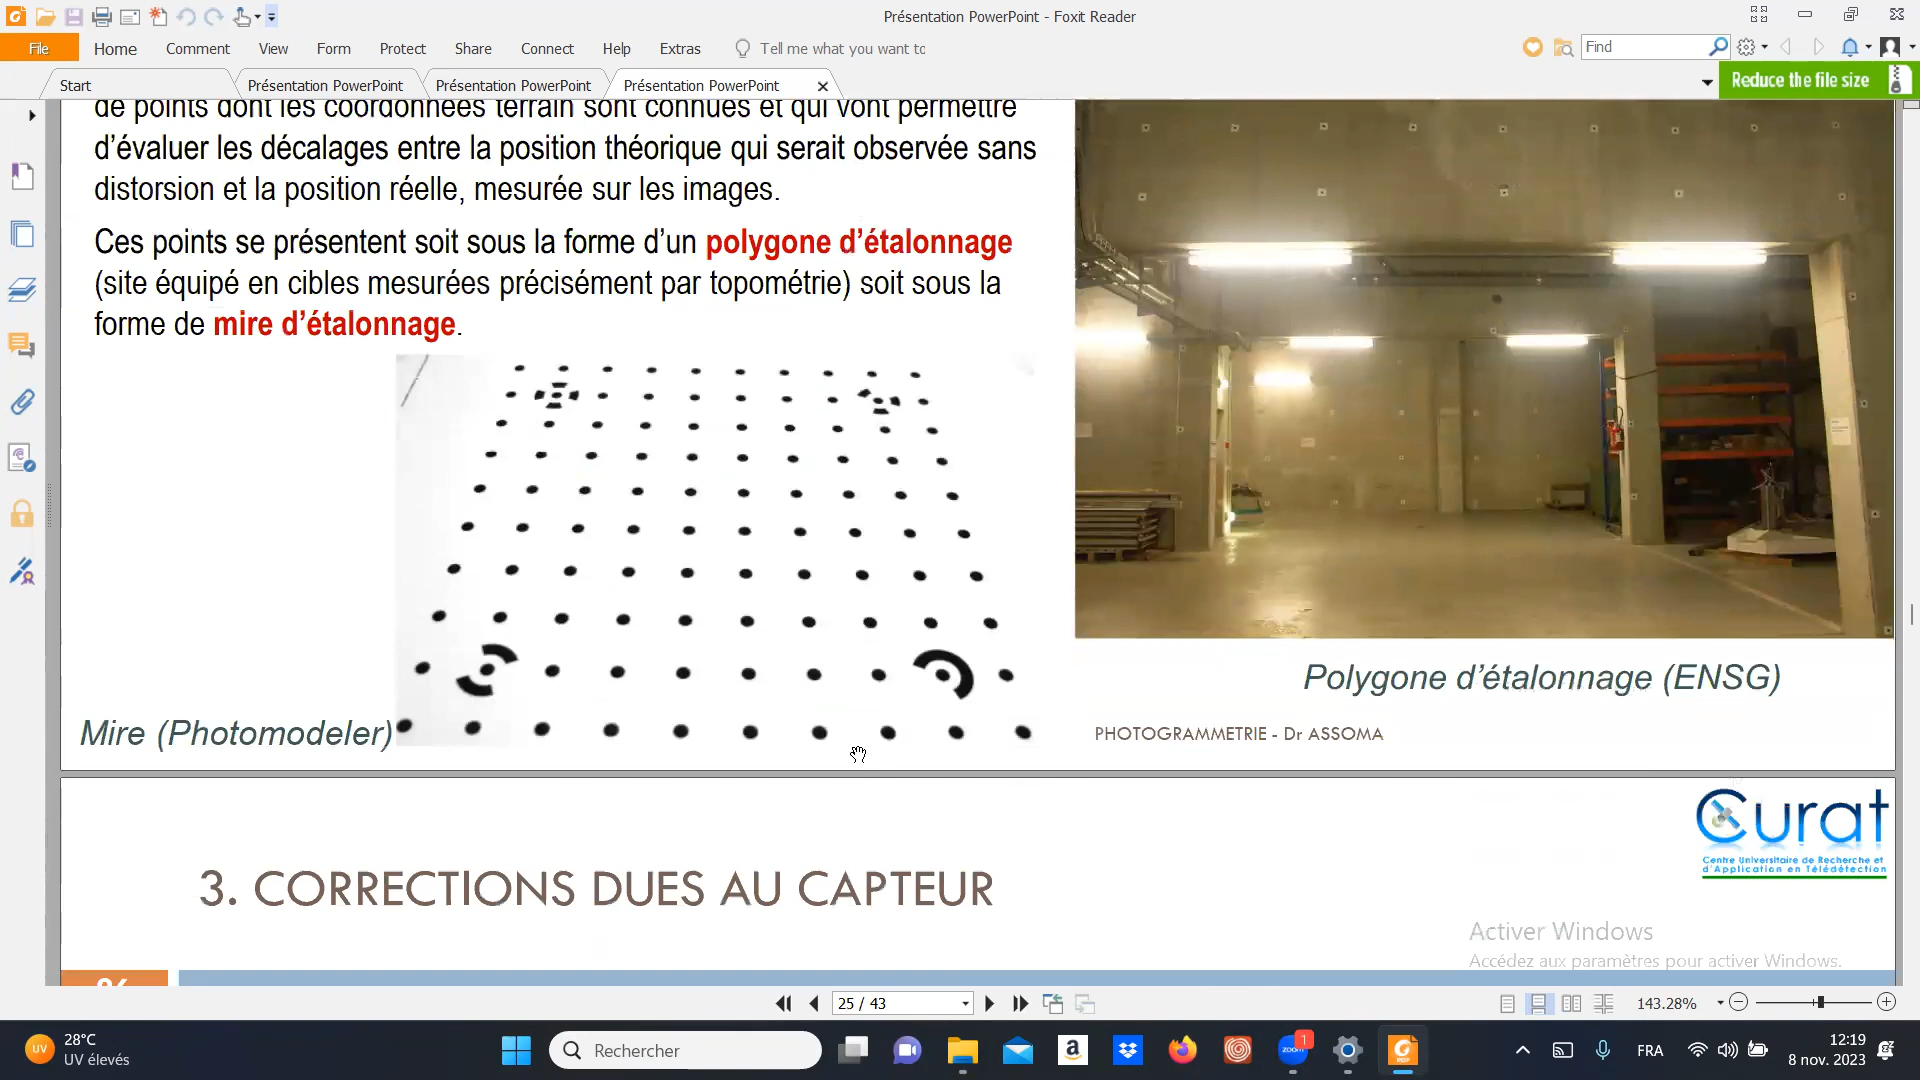 Présentation PowerPoint - Foxit Reader
File
Home
Comment
View
Form
Protect
Share
Connect
Help
Extras
Tell me what you want to
Find
Start
Présentation PowerPoint
Présentation PowerPoint
Présentation PowerPoint
Reduce the file size
de points dont les coordonnées terrain sont connues et qui vont permettre
d’évaluer les décalages entre la position théorique qui serait observée sans
distorsion et la position réelle, mesurée sur les images.
Ces points se présentent soit sous la forme d’un polygone d’étalonnage
(site équipé en cibles mesurées précisément par topométrie) soit sous la
forme de mire d’étalonnage.
Mire (Photomodeler)
Polygone d’étalonnage (ENSG)
PHOTOGRAMMETRIE - Dr ASSOMA
Curat
Centre Universitaire de Recherche et
d'Application en Télédétection
3. CORRECTIONS DUES AU CAPTEUR
Activer Windows
Accédez aux paramètres pour activer Windows.
25 / 43
143.28%
UV
28°C
UV élevés
Rechercher
a
zoom
1
PDF
FRA
12:19
8 nov. 2023